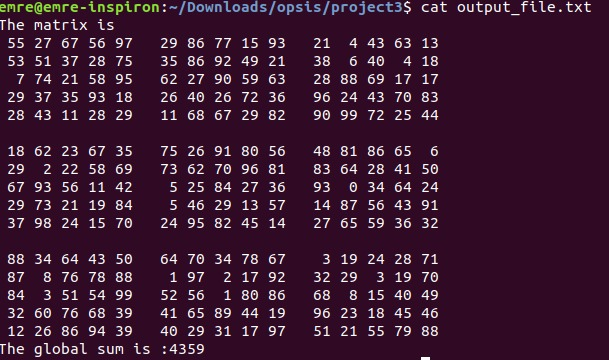 emre@emre-inspiron:~/Downloads/opsis/project3$ cat output_file.txt
The matrix is
55 27 67 56 97   29 86 77 15 93   21  4 43 63 13
53 51 37 28 75   35 86 92 49 21   38  6 40  4 18
 7 74 21 58 95   62 27 90 59 63   28 88 69 17 17
29 37 35 93 18   26 40 26 72 36   96 24 43 70 83
28 43 11 28 29   11 68 67 29 82   90 99 72 25 44
18 62 23 67 35   75 26 91 80 56   48 81 86 65  6
29  2 22 58 69   73 62 70 96 81   83 64 28 41 50
67 93 56 11 42    5 25 84 27 36   93  0 34 64 24
29 73 21 19 84    5 46 29 13 57   14 87 56 43 91
37 98 24 15 70   24 95 82 45 14   27 65 59 36 32
88 34 64 43 50   64 70 34 78 67    3 19 24 28 71
87  8 76 78 88    1 97  2 17 92   32 29  3 19 70
84  3 51 54 99   52 56  1 80 86   68  8 15 40 49
32 60 76 68 39   41 65 89 44 19   96 23 18 45 46
12 26 86 94 39   40 29 31 17 97   51 21 55 79 88
The global sum is :4359